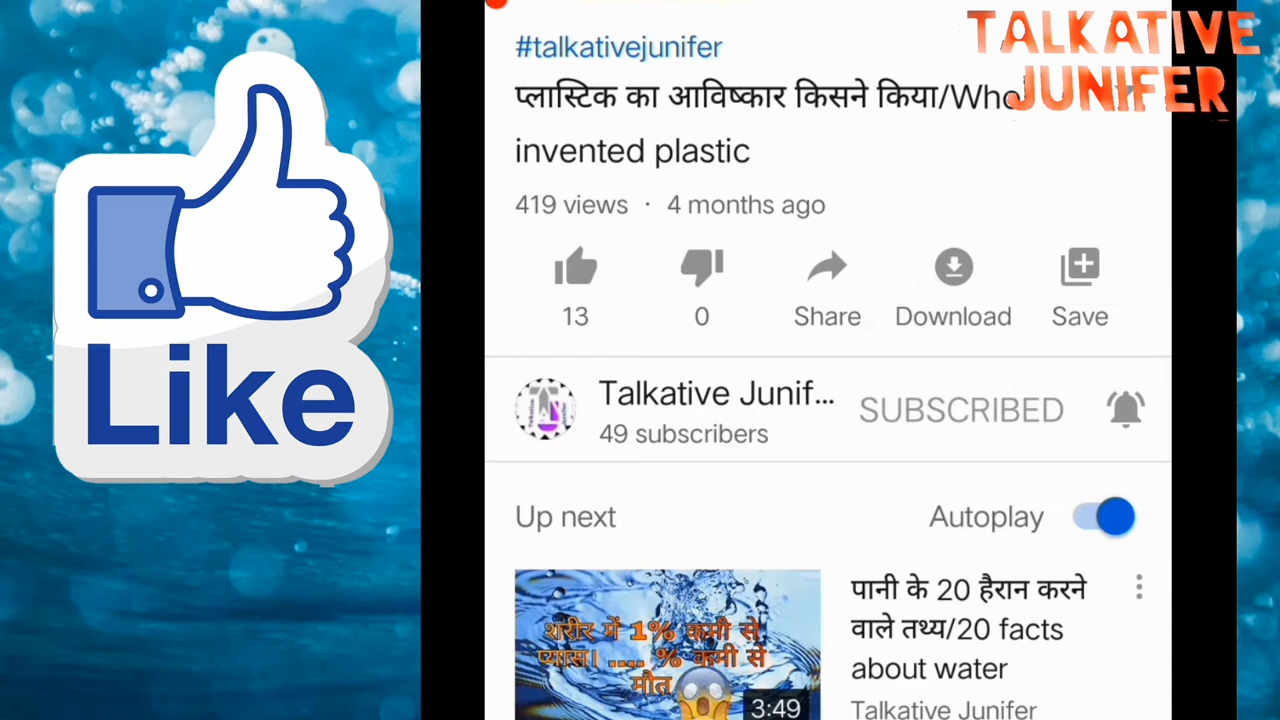 TALKATIVE
JUNIFER
#talkativejunifer
प्लास्टिक का आविष्कार किसने किया/Who
invented plastic
419 views · 4 months ago
13
0
Share
Download
Save
Talkative Junif...
SUBSCRIBED
49 subscribers
Like
Up next
Autoplay
शरीर में 1% कमी से
प्यास। .... % कमी से
मौत
3:49
पानी के 20 हैरान करने
वाले तथ्य/20 facts
about water
Talkative Junifer